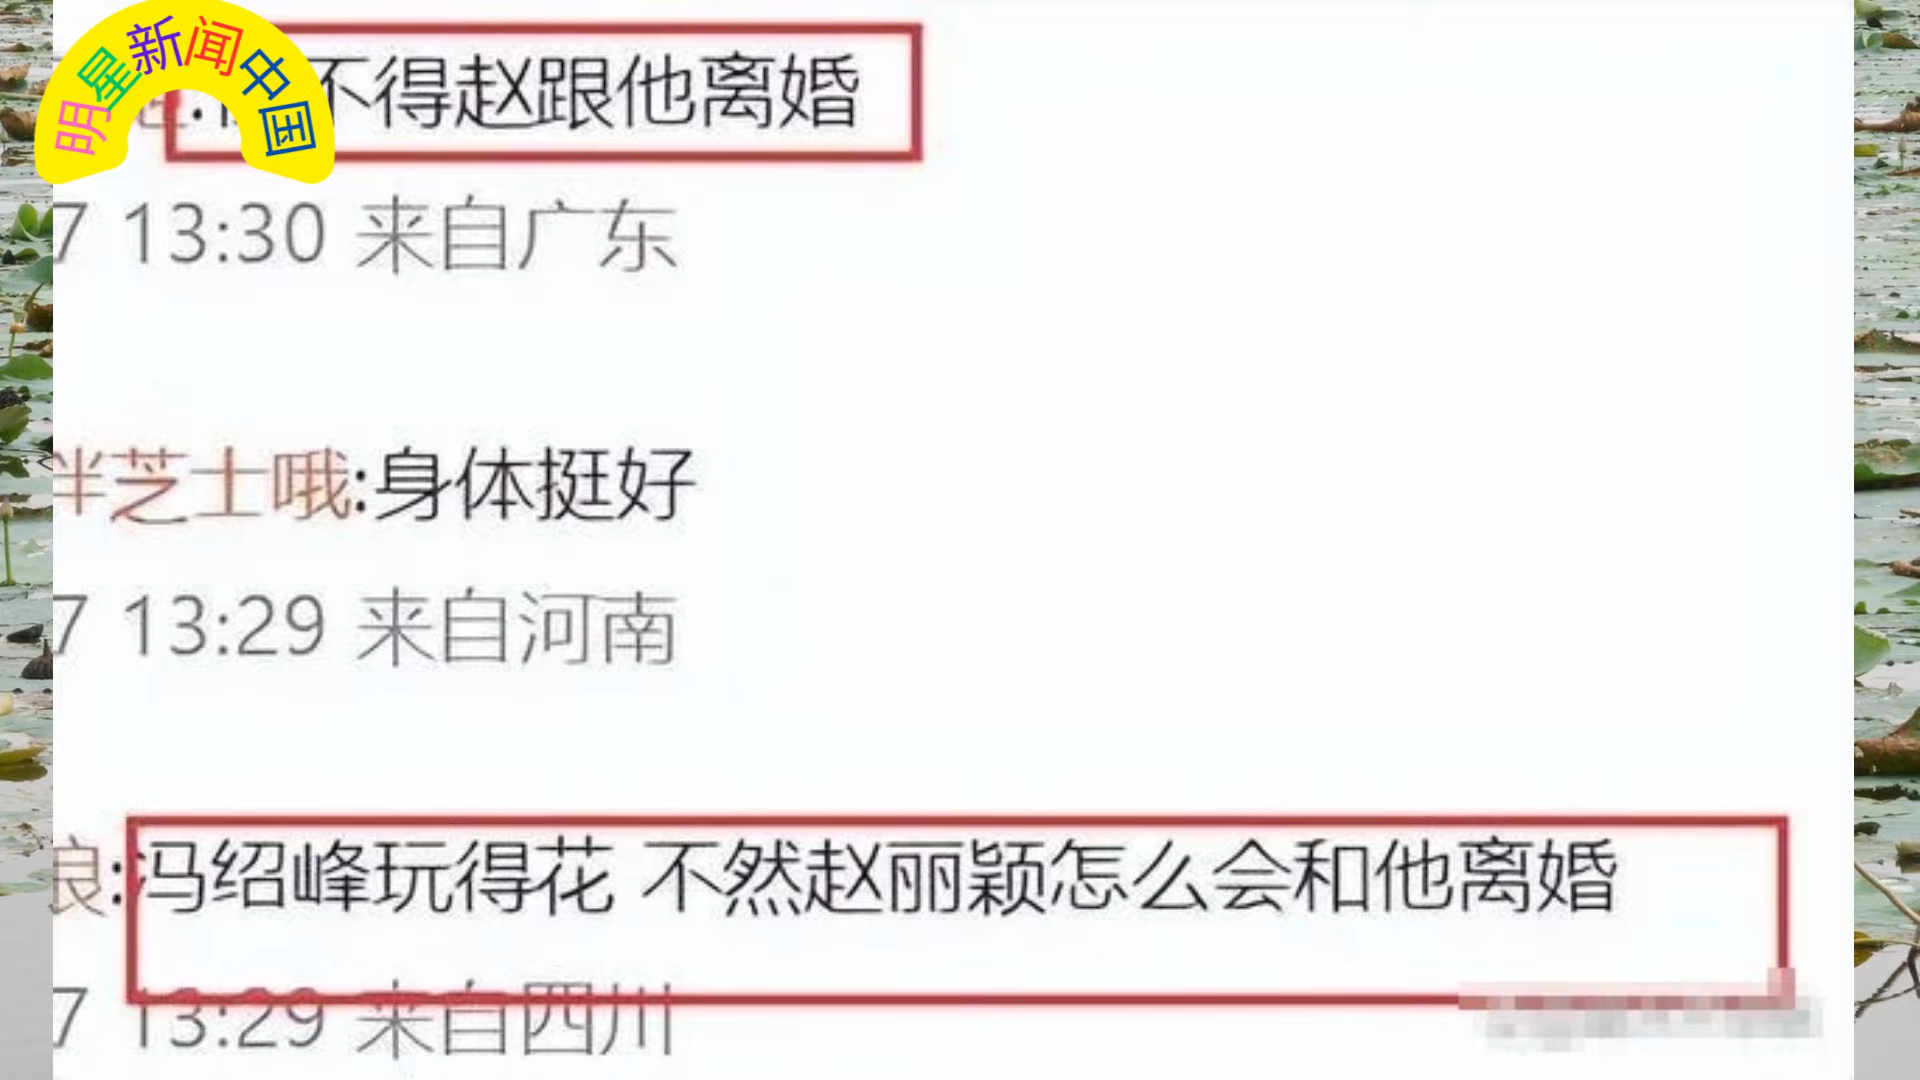 明星新闻中国
不得赵跟他离婚
7 13:30 来自广东
半芝士哦:身体挺好
7 13:29 来自河南
浪:冯绍峰玩得花 不然赵丽颖怎么会和他离婚
7 13:29 来自四川